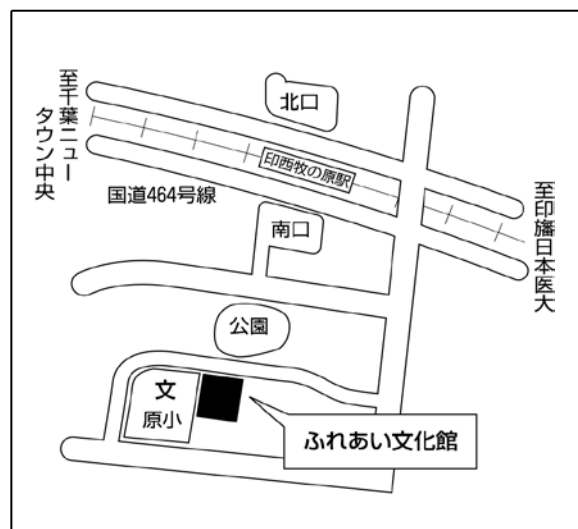 北口
至千葉ニュー
タウン中央
印西牧の原駅
国道464号線
至印旛日本医大
南口
公園
文
原小
ふれあい文化館